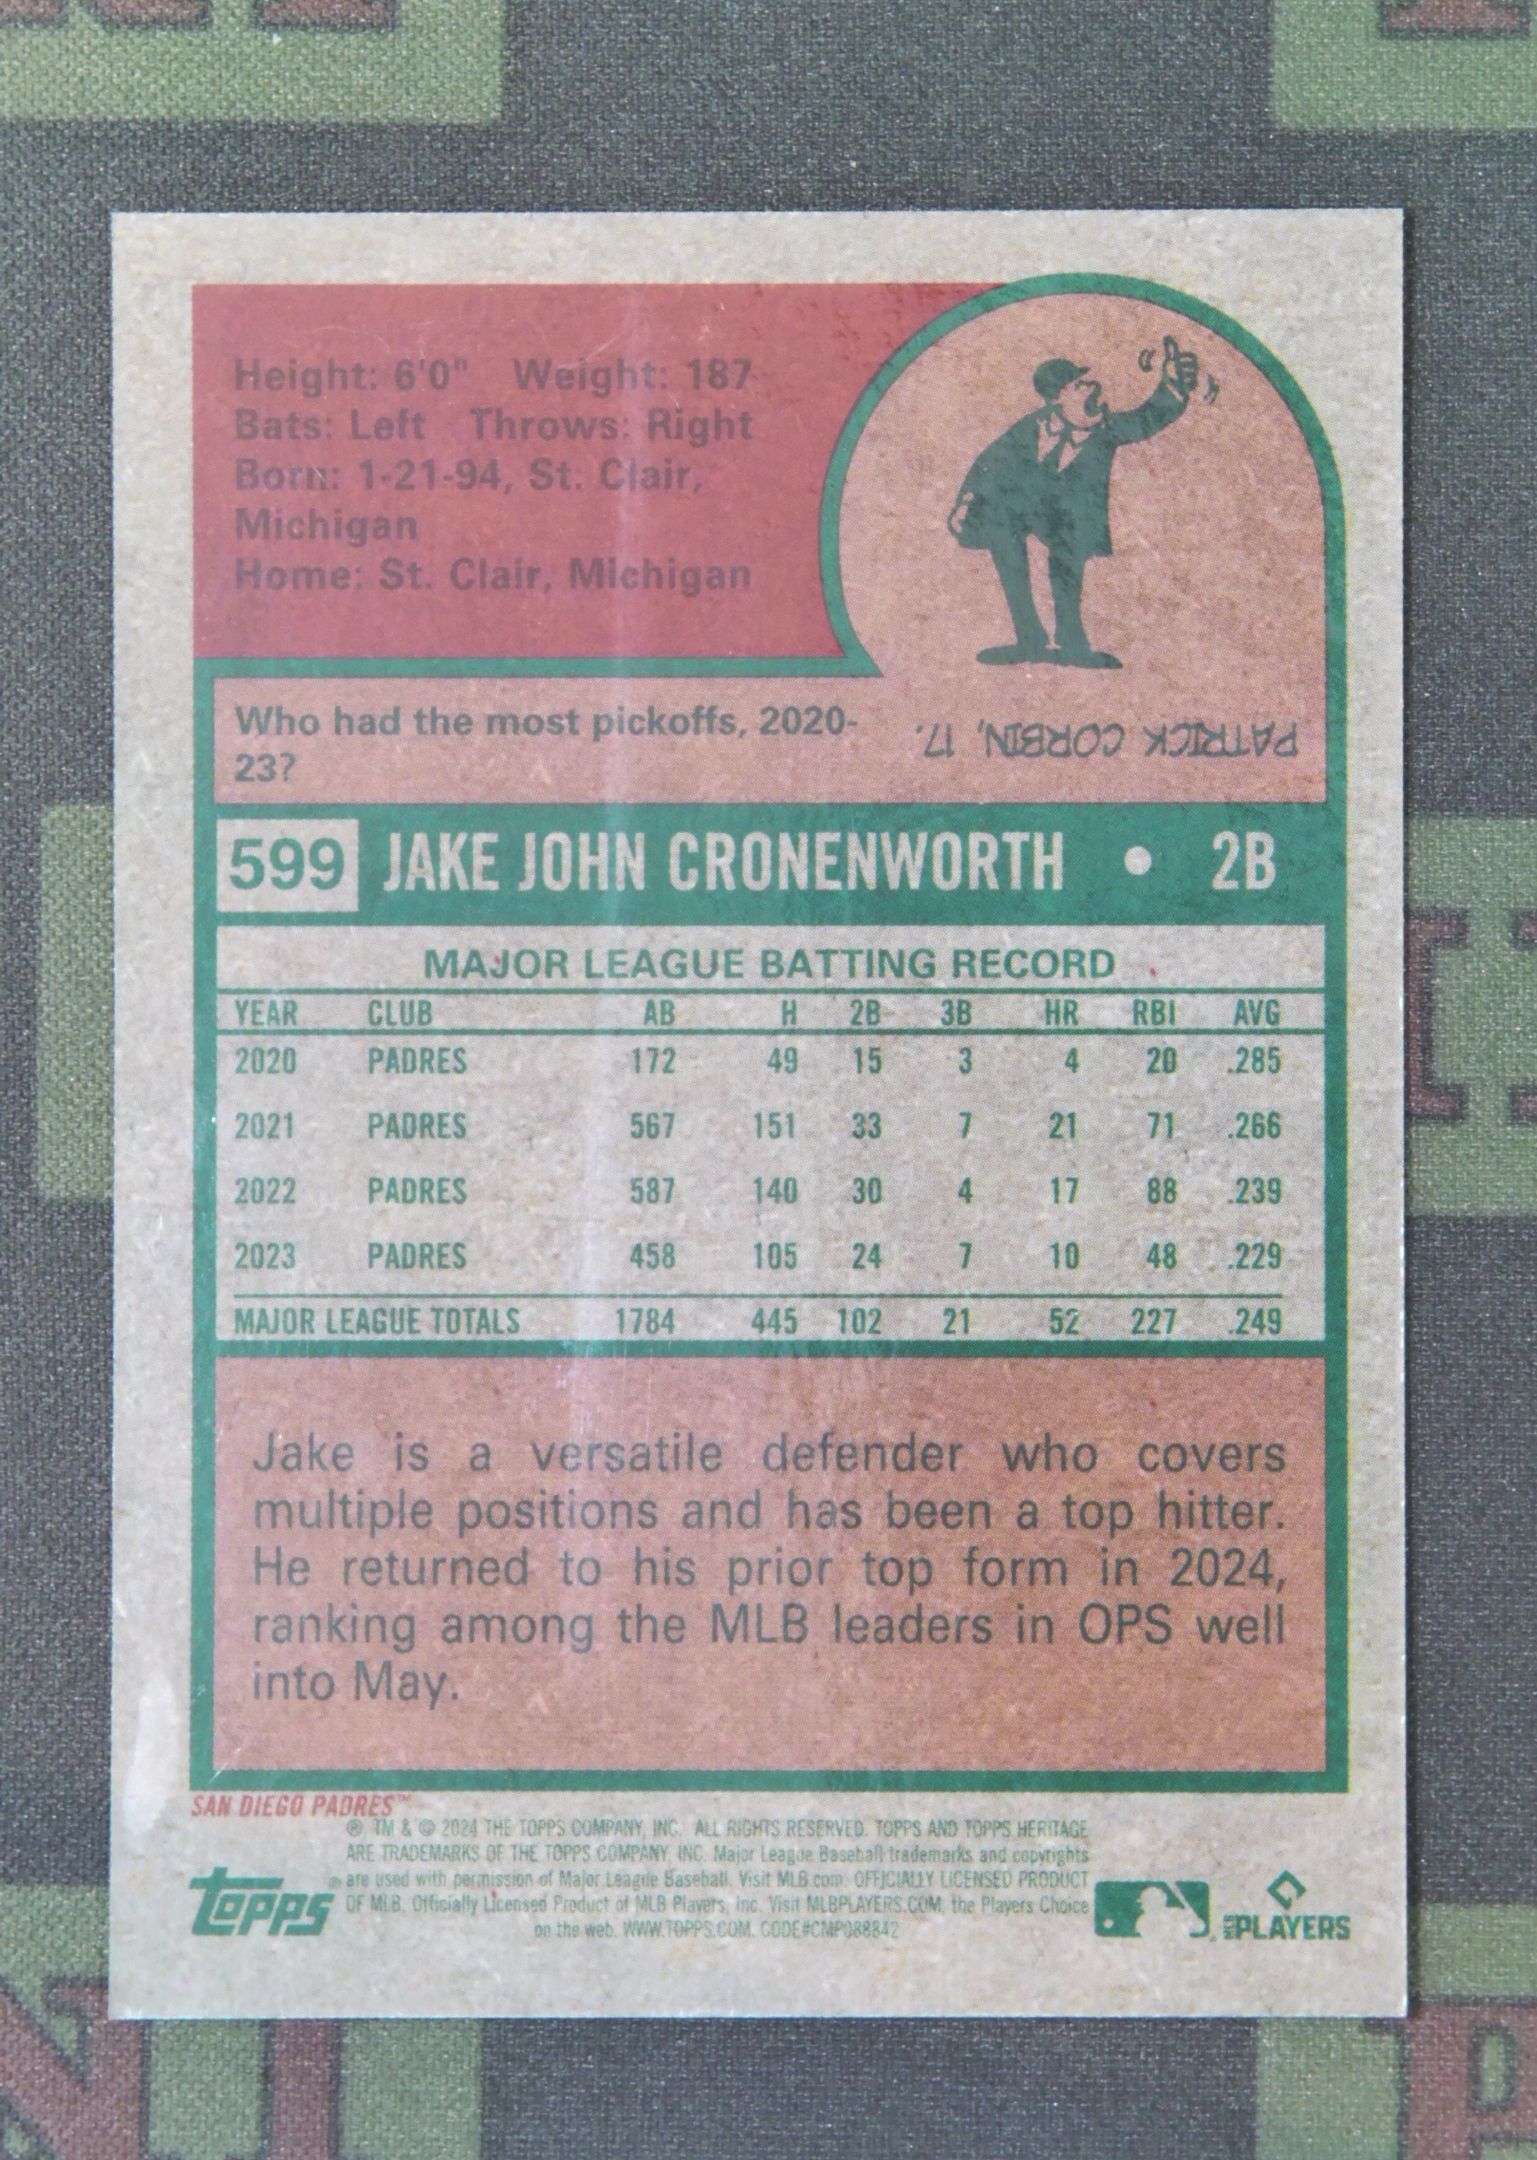 Height: 6'0" Weight: 187
Bats: Left Throws: Right
Born: 1-21-94, St. Clair,
Michigan
Home: St. Clair, Michigan
Who had the most pickoffs, 2020-
23?
PATRICK CORBIN, 17.
599 JAKE JOHN CRONENWORTH • 2B
MAJOR LEAGUE BATTING RECORD
YEAR CLUB AB H 2B 3B HR RBI AVG
2020 PADRES 172 49 15 3 4 20 .285
2021 PADRES 567 151 33 7 21 71 .266
2022 PADRES 587 140 30 4 17 88 .239
2023 PADRES 458 105 24 7 10 48 .229
MAJOR LEAGUE TOTALS 1784 445 102 21 52 227 .249
Jake is a versatile defender who covers
multiple positions and has been a top hitter.
He returned to his prior top form in 2024,
ranking among the MLB leaders in OPS well
into May.
SAN DIEGO PADRES™
® TM & © 2024 THE TOPPS COMPANY, INC. ALL RIGHTS RESERVED. TOPPS AND TOPPS HERITAGE
ARE TRADEMARKS OF THE TOPPS COMPANY, INC. Major League Baseball trademarks and copyrights
are used with permission of Major League Baseball. Visit MLB.com. OFFICIALLY LICENSED PRODUCT
OF MLB. Officially Licensed Product of MLB Players, Inc. Visit MLBPLAYERS.COM, the Players Choice
on the web. WWW.TOPPS.COM. CODE#CMP088842
topps ®
MLB PLAYERS